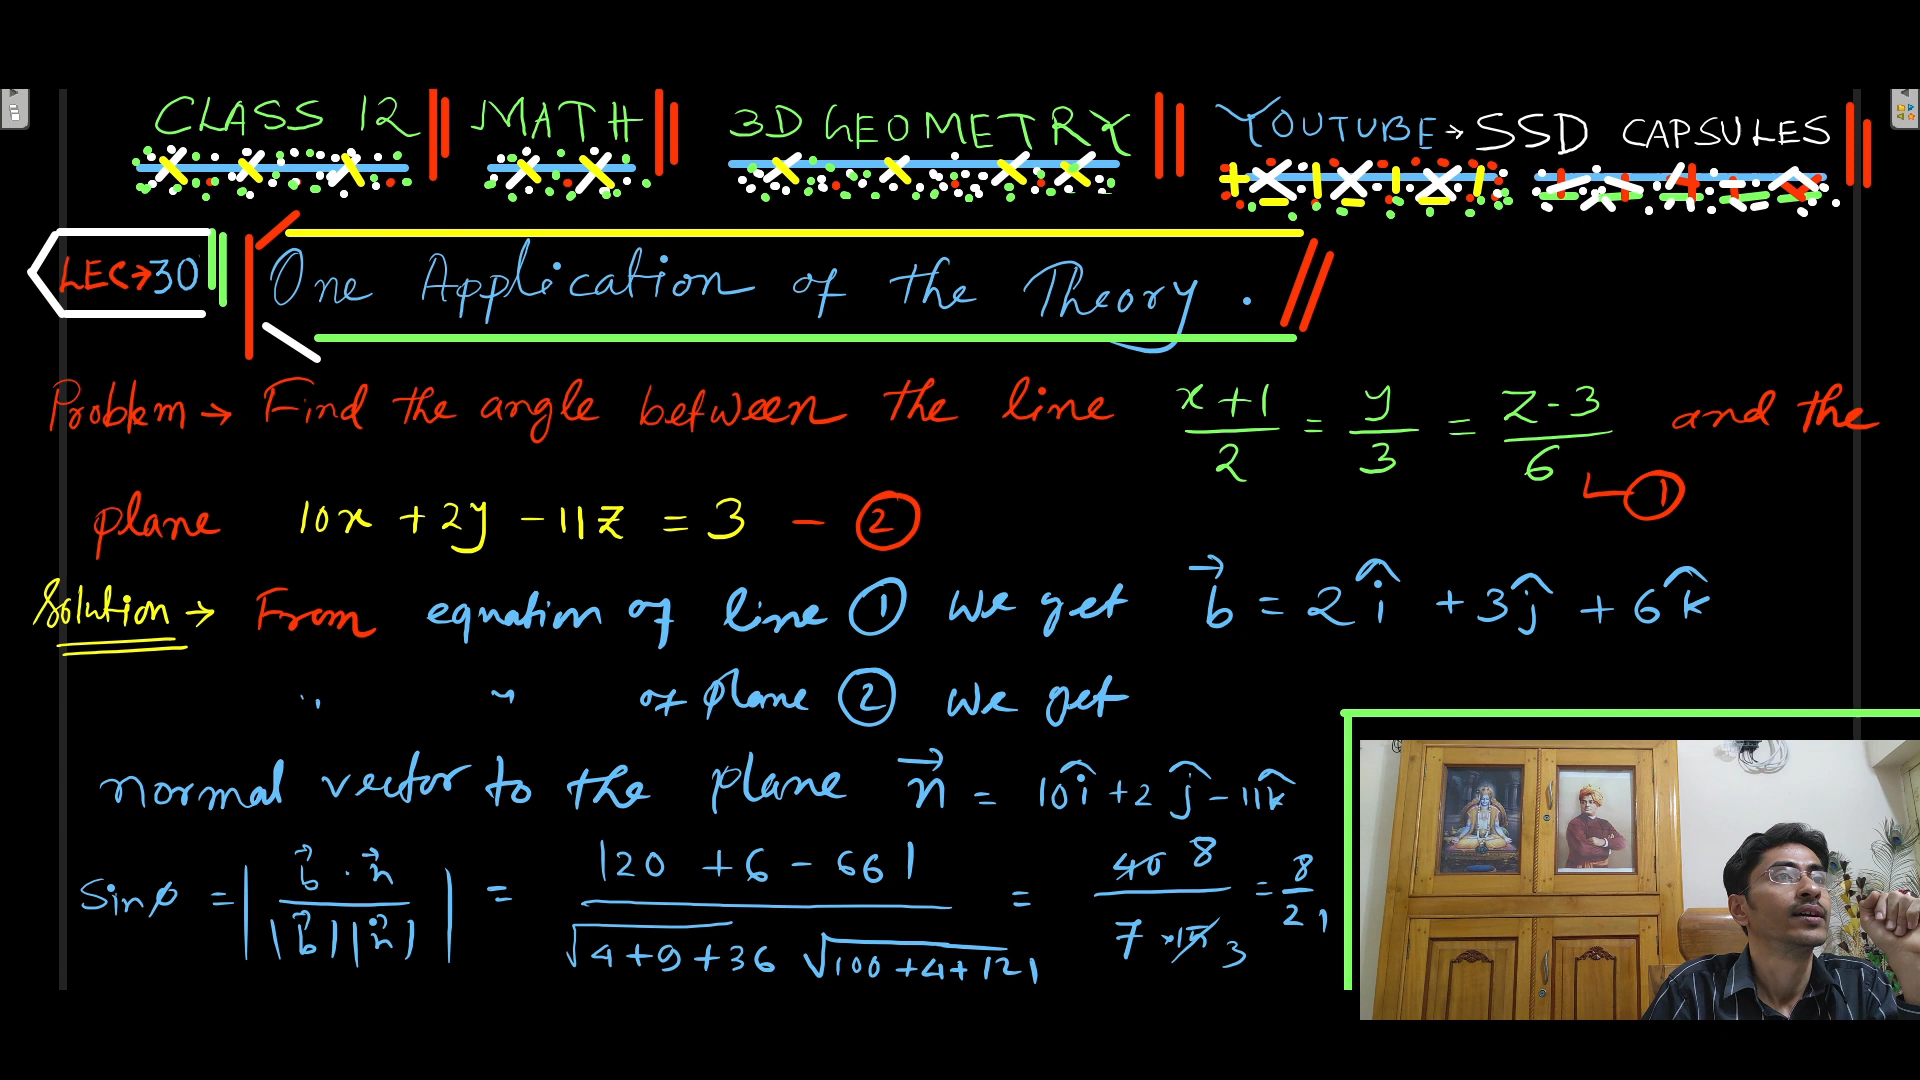 CLASS 12 || MATH || 3D GEOMETRY || YOUTUBE → SSD CAPSULES ||
LEC→30 || One Application of the Theory. //
Problem → Find the angle between the line (x+1)/2 = y/3 = (z-3)/6 ① and the
plane 10x + 2y - 11z = 3 - ②
Solution → From equation of line ① we get b⃗ = 2î + 3ĵ + 6k̂
" " of plane ② we get
normal vector to the plane n⃗ = 10î + 2ĵ - 11k̂
Sinφ = |b⃗ · n⃗ / |b⃗||n⃗|| = |20 + 6 - 66| / √(4+9+36) √(100+4+121) = 40 8 / 7 × 15 3 = 8/21